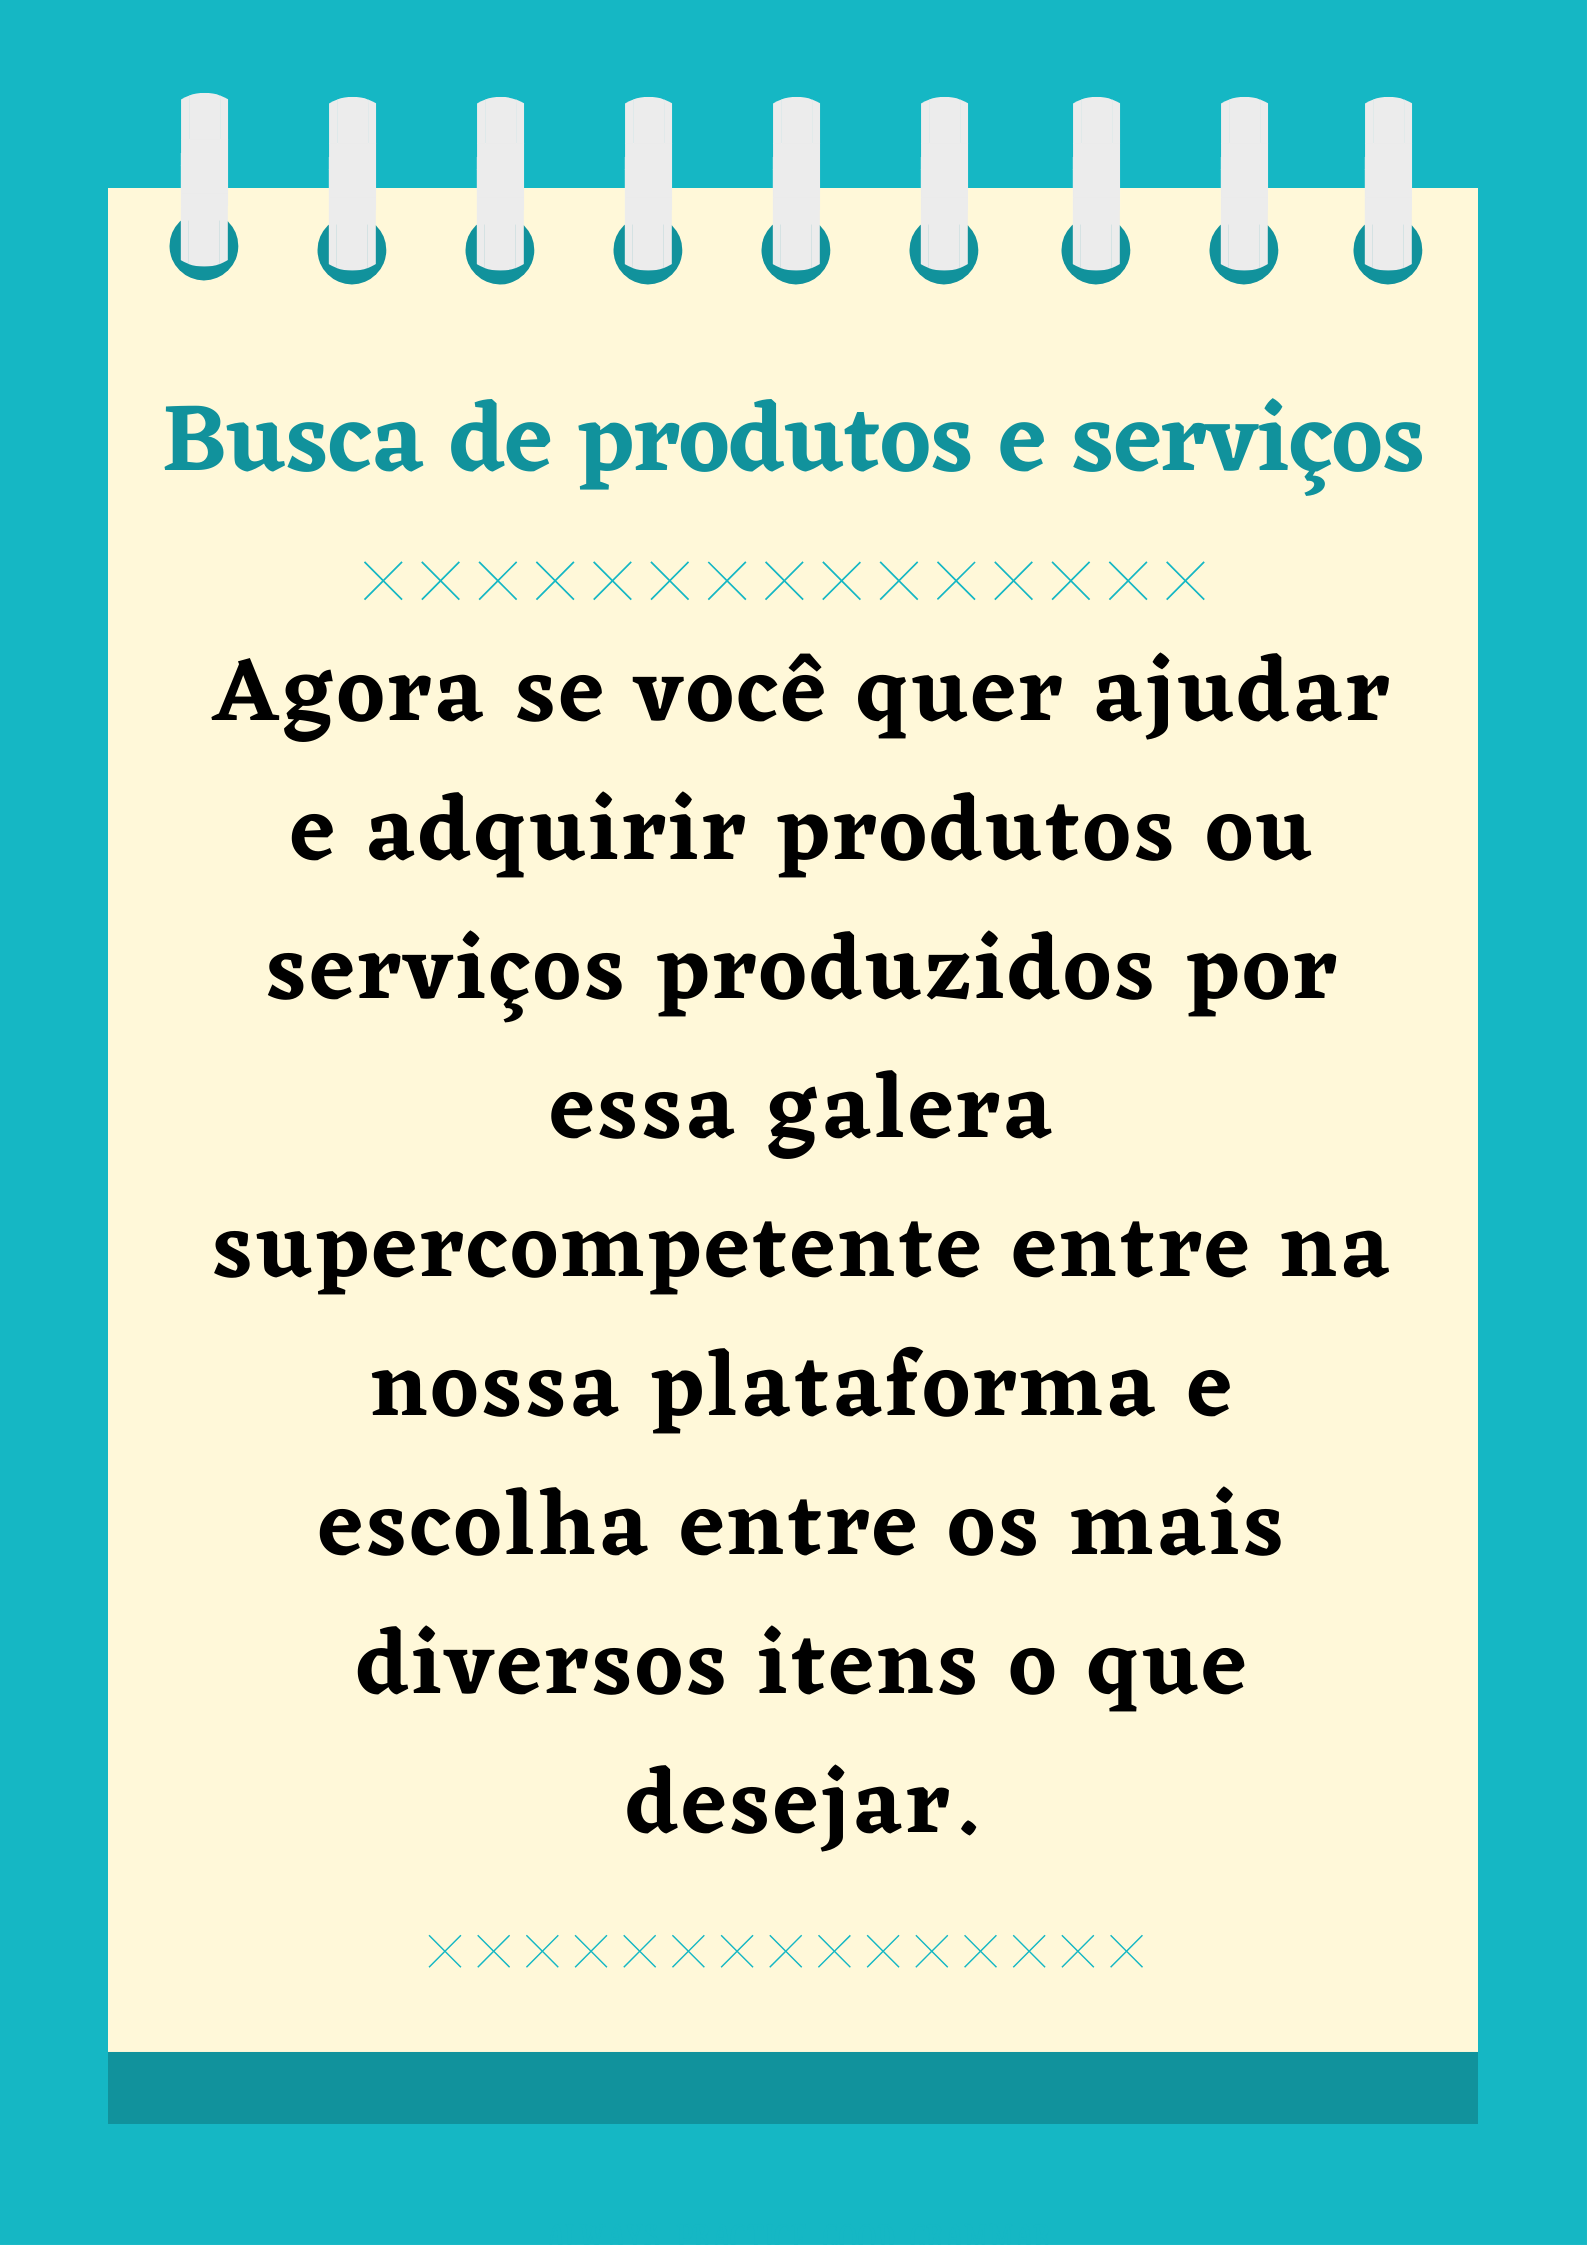 Busca de produtos e serviços
Agora se você quer ajudar
e adquirir produtos ou
serviços produzidos por
essa galera
supercompetente entre na
nossa plataforma e
escolha entre os mais
diversos itens o que
desejar.